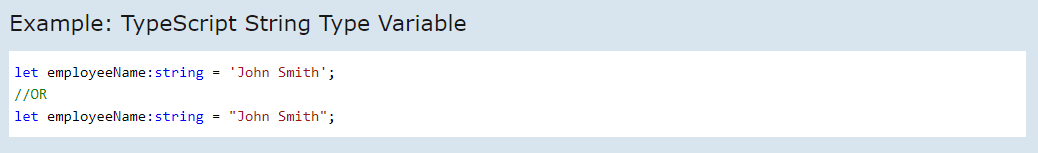 Example: TypeScript String Type Variable
let employeeName:string = 'John Smith';
//OR
let employeeName:string = "John Smith";